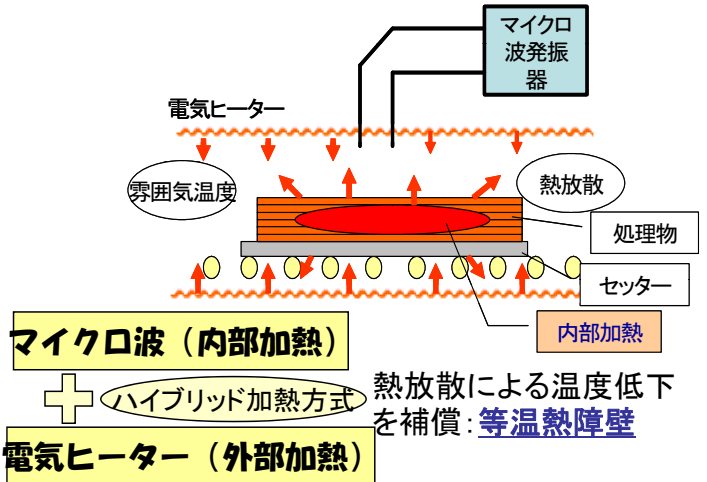 マイクロ
波発振
器
電気ヒーター
雰囲気温度
熱放散
処理物
セッター
内部加熱
マイクロ波（内部加熱）
ハイブリッド加熱方式
電気ヒーター（外部加熱）
熱放散による温度低下
を補償：等温熱障壁